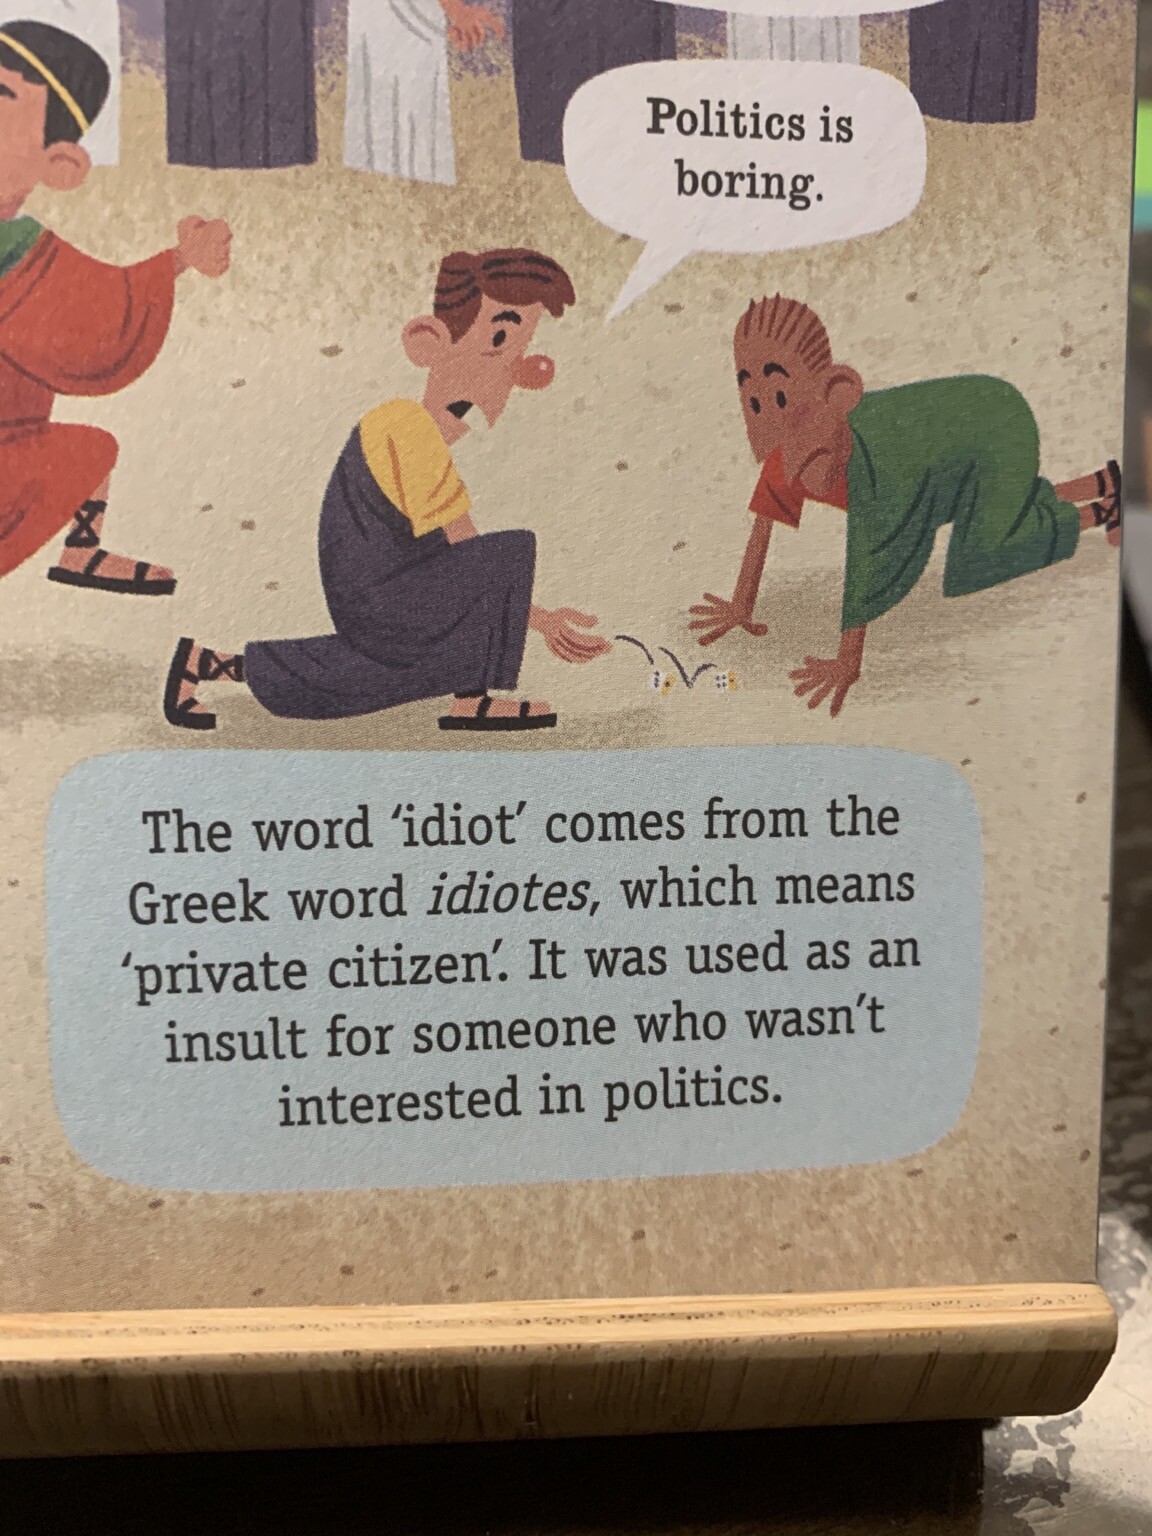 Politics is
boring.
The word ‘idiot’ comes from the
Greek word idiotes, which means
‘private citizen’. It was used as an
insult for someone who wasn’t
interested in politics.